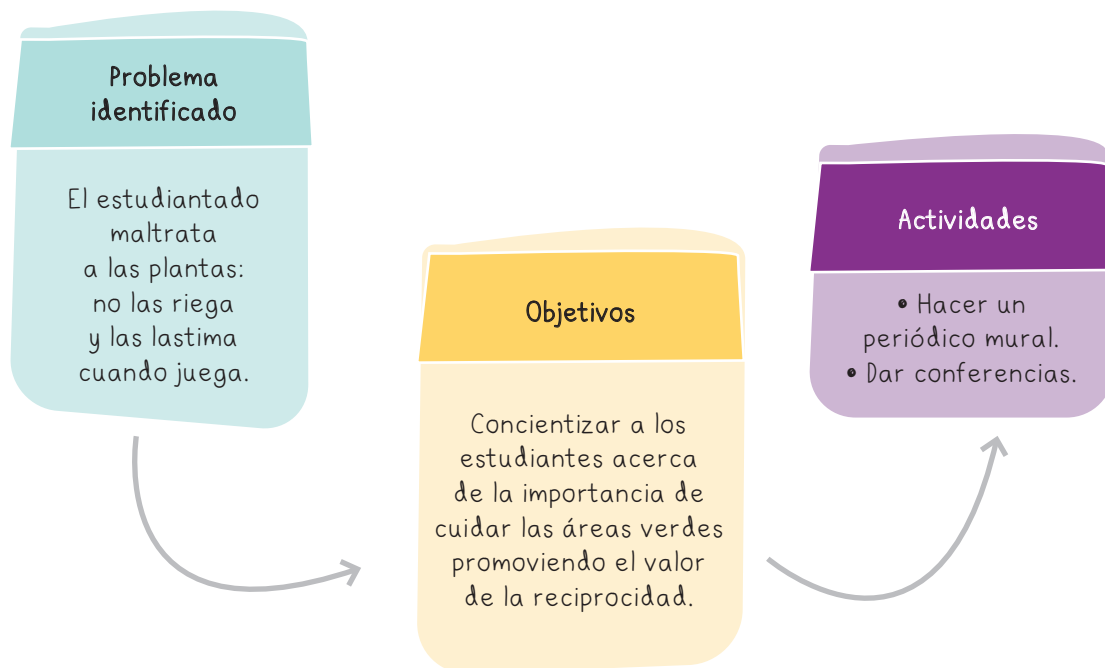 Problema
identificado
El estudiantado
maltrata
a las plantas:
no las riega
y las lastima
cuando juega.
Objetivos
Concientizar a los
estudiantes acerca
de la importancia de
cuidar las áreas verdes
promoviendo el valor
de la reciprocidad.
Actividades
• Hacer un
periódico mural.
• Dar conferencias.